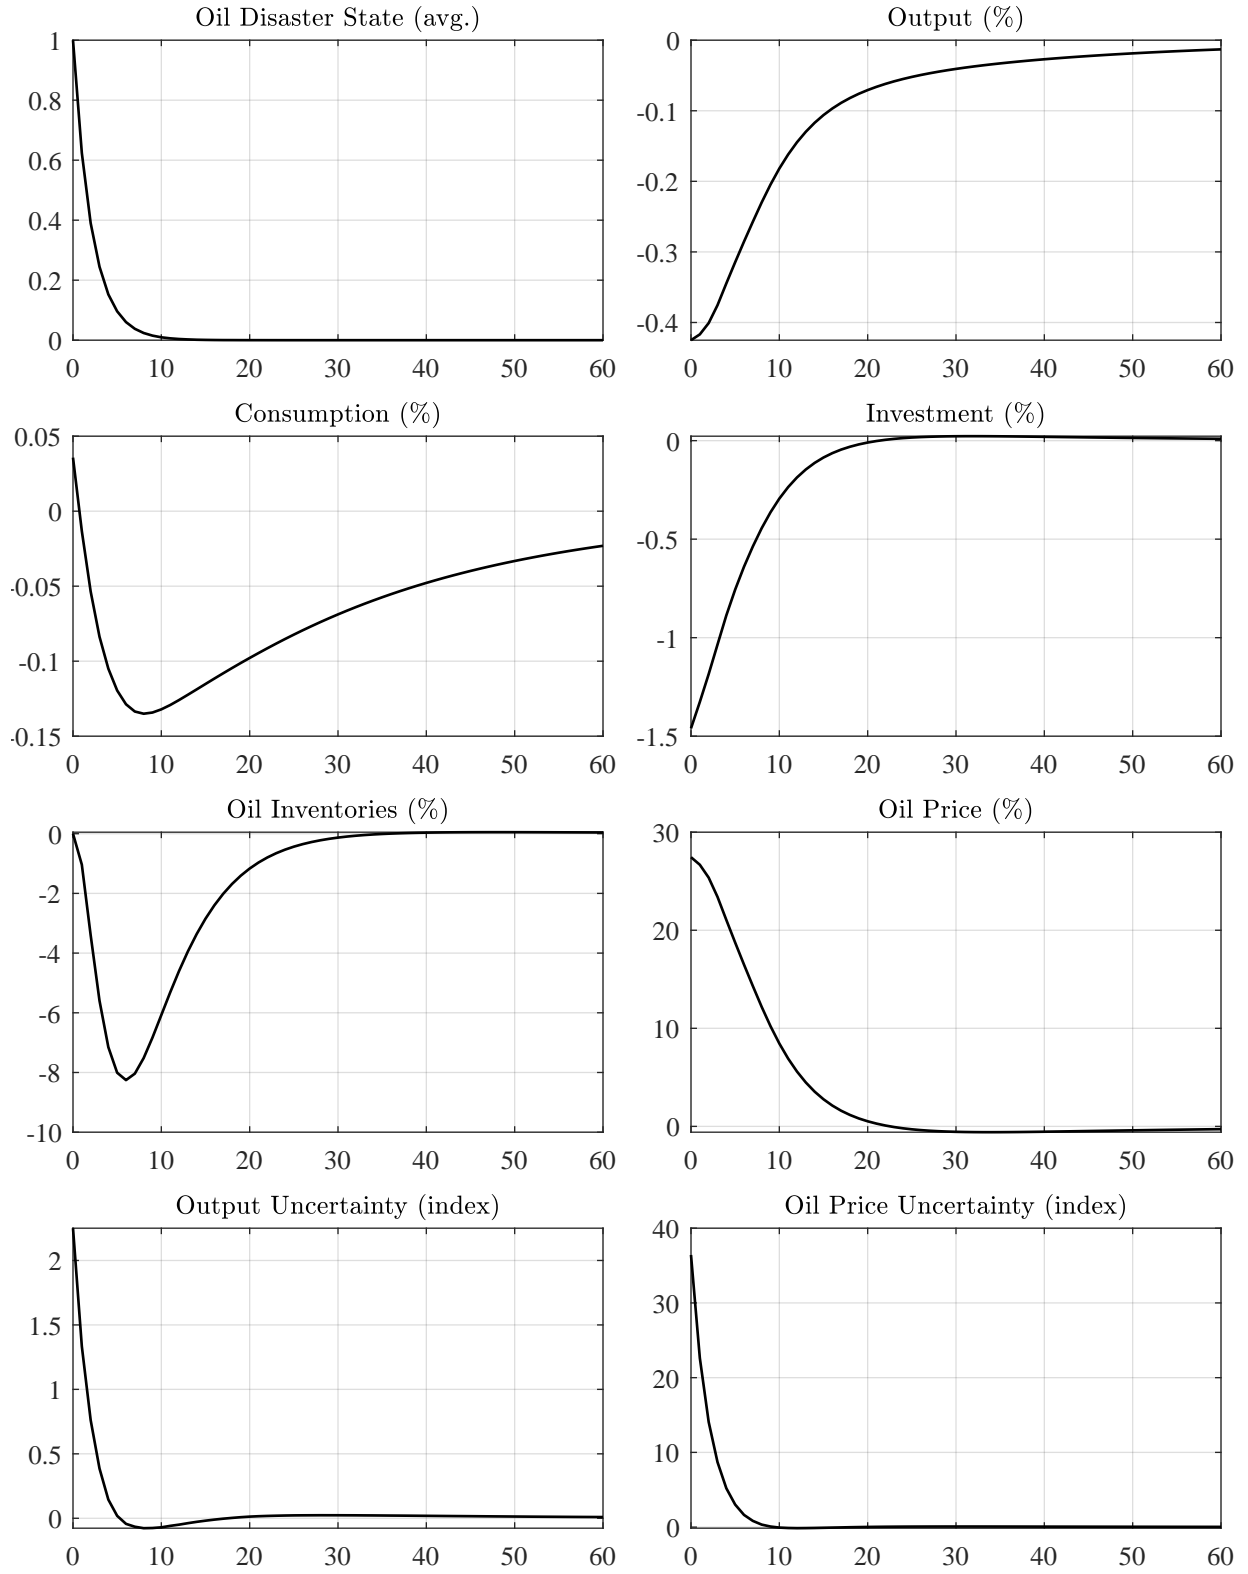 Oil Disaster State (avg.)
1
0.8
0.6
0.4
0.2
0
0 10 20 30 40 50 60
Output (%)
0
-0.1
-0.2
-0.3
-0.4
0 10 20 30 40 50 60
Consumption (%)
0.05
0
-0.05
-0.1
-0.15
0 10 20 30 40 50 60
Investment (%)
0
-0.5
-1
-1.5
0 10 20 30 40 50 60
Oil Inventories (%)
0
-2
-4
-6
-8
-10
0 10 20 30 40 50 60
Oil Price (%)
30
20
10
0
0 10 20 30 40 50 60
Output Uncertainty (index)
2
1.5
1
0.5
0
0 10 20 30 40 50 60
Oil Price Uncertainty (index)
40
30
20
10
0
0 10 20 30 40 50 60